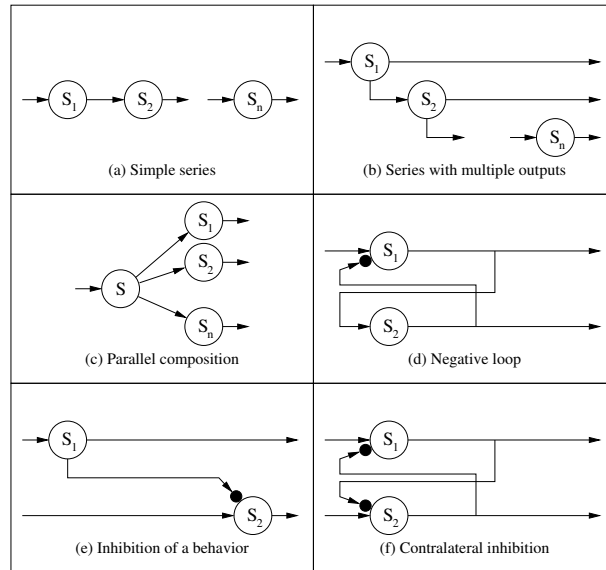 S1 S2 Sn
(a) Simple series
S1
S2
Sn
(b) Series with multiple outputs
S1
S S2
Sn
(c) Parallel composition
S1
S2
(d) Negative loop
S1
S2
(e) Inhibition of a behavior
S1
S2
(f) Contralateral inhibition